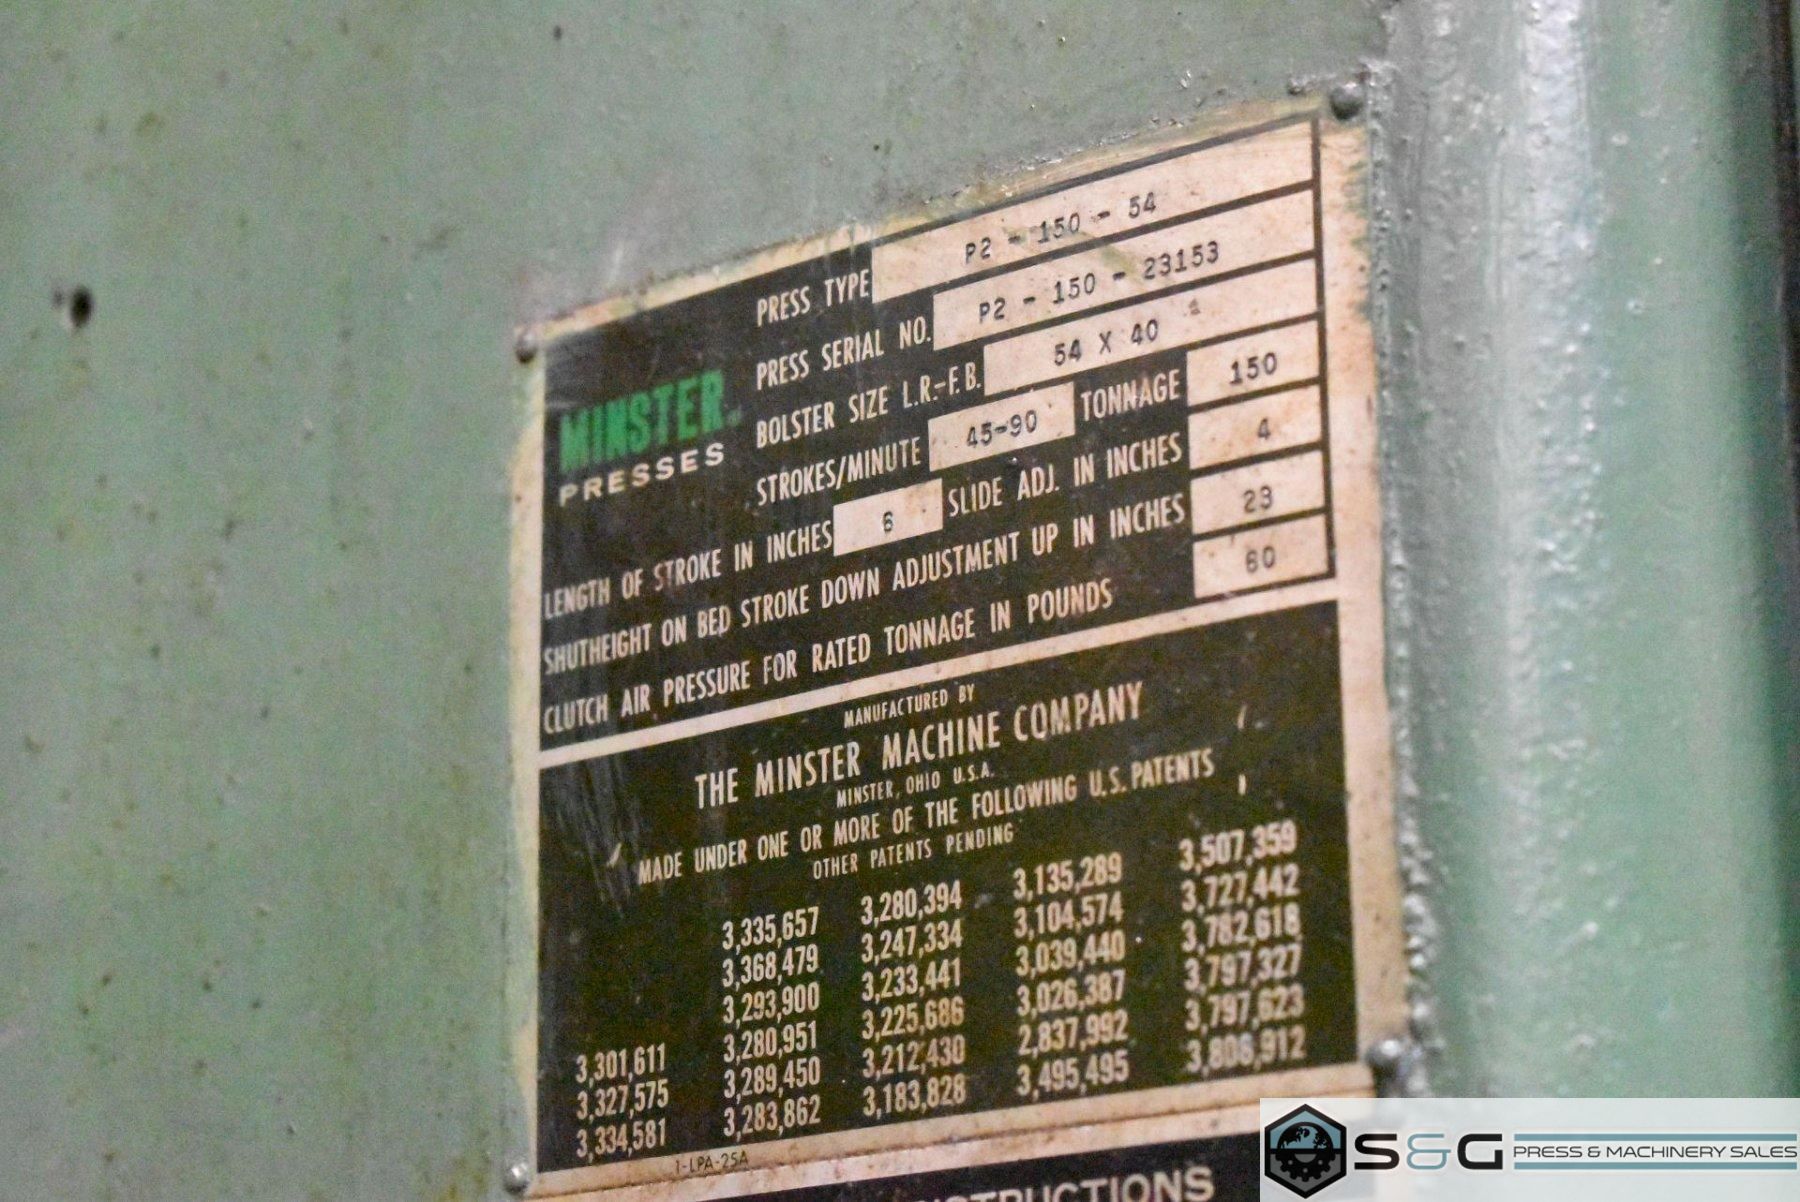 MINSTER
PRESSES
PRESS TYPE P2 - 150 - 54
PRESS SERIAL NO. P2 - 150 - 23153
BOLSTER SIZE L.R.-F.B. 54 X 40
STROKES/MINUTE 45-90 TONNAGE 150
LENGTH OF STROKE IN INCHES 6 SLIDE ADJ. IN INCHES 4
SHUTHEIGHT ON BED STROKE DOWN ADJUSTMENT UP IN INCHES 23
CLUTCH AIR PRESSURE FOR RATED TONNAGE IN POUNDS 60
MANUFACTURED BY
THE MINSTER MACHINE COMPANY
MINSTER, OHIO U.S.A.
MADE UNDER ONE OR MORE OF THE FOLLOWING U.S. PATENTS
OTHER PATENTS PENDING
3,335,657 3,280,394 3,135,289 3,507,359
3,368,479 3,247,334 3,104,574 3,727,442
3,293,900 3,233,441 3,039,440 3,782,618
3,301,611 3,280,951 3,225,686 3,026,387 3,797,327
3,327,575 3,289,450 3,212,430 2,837,992 3,797,623
3,334,581 3,283,862 3,183,828 3,495,495 3,808,912
1-LPA-25A
S&G PRESS & MACHINERY SALES